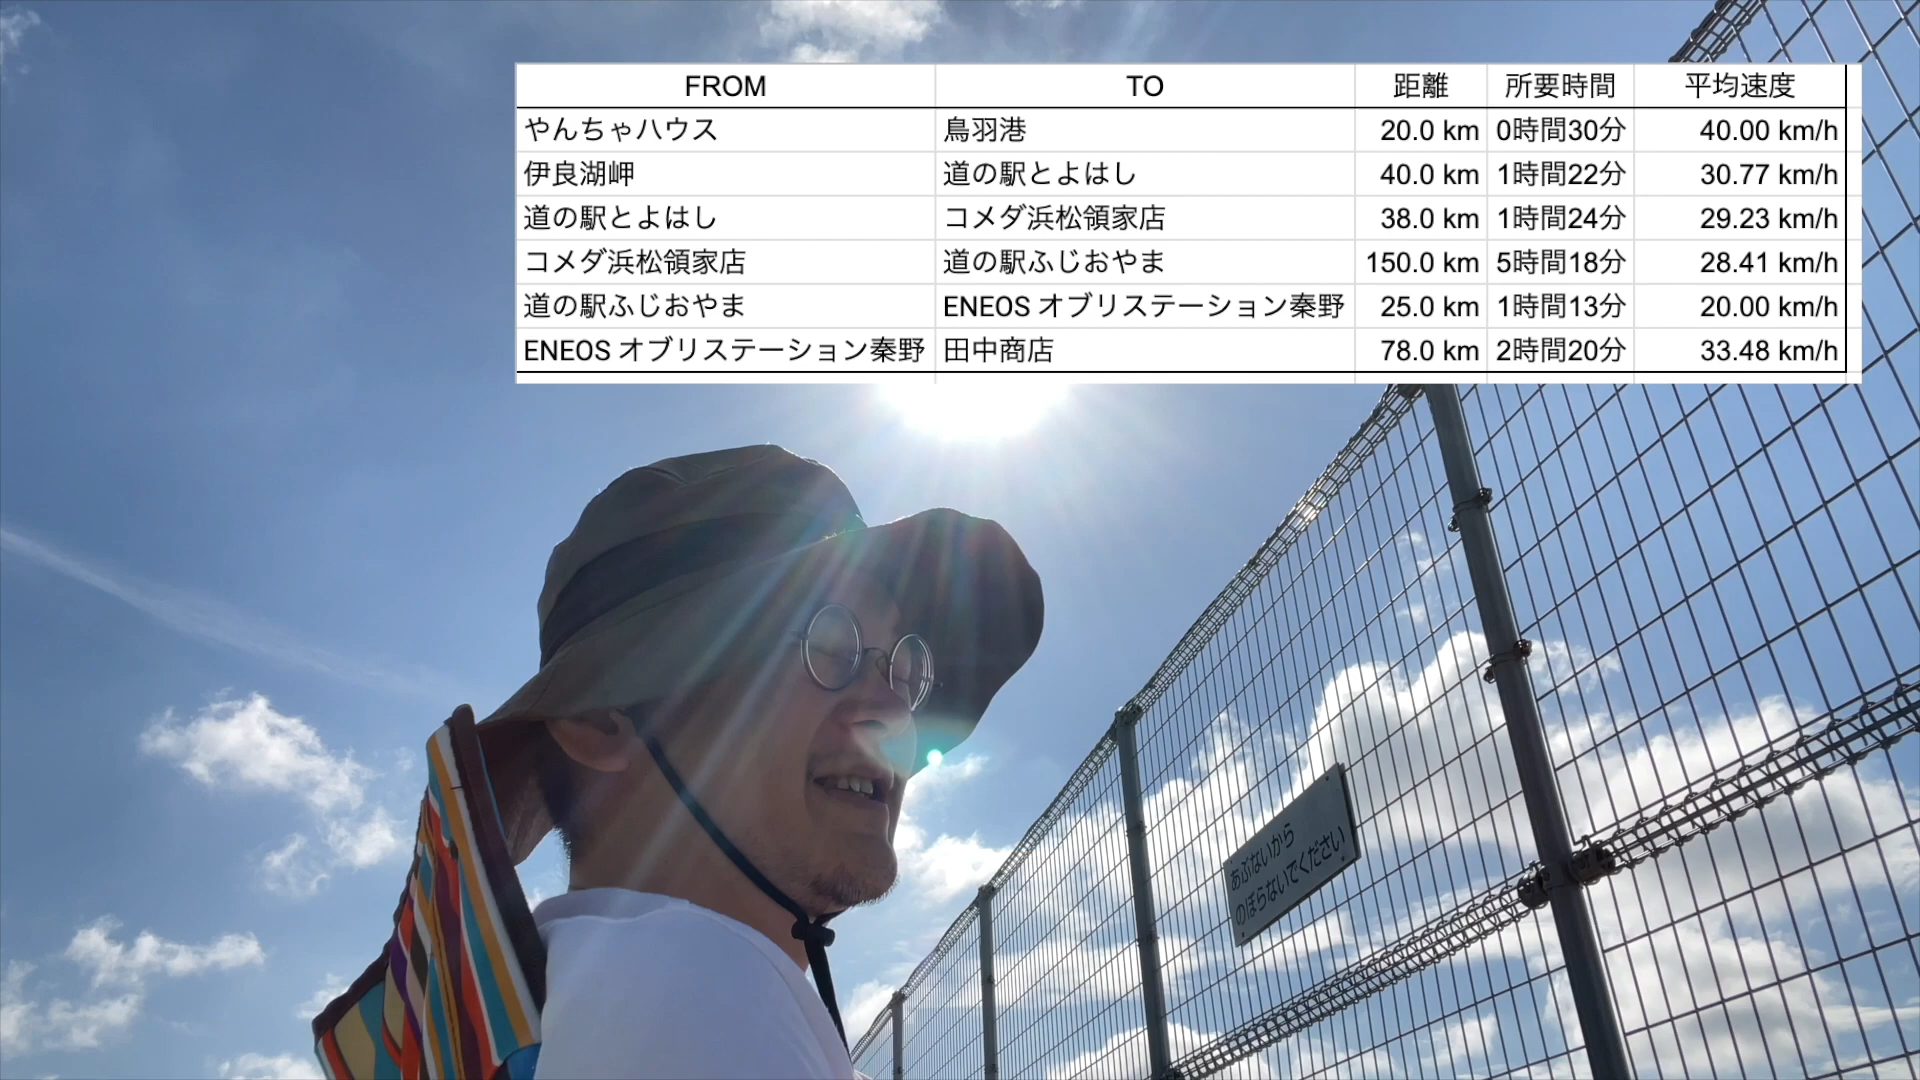 FROM TO 距離 所要時間 平均速度
やんちゃハウス 鳥羽港 20.0 km 0時間30分 40.00 km/h
伊良湖岬 道の駅とよはし 40.0 km 1時間22分 30.77 km/h
道の駅とよはし コメダ浜松領家店 38.0 km 1時間24分 29.23 km/h
コメダ浜松領家店 道の駅ふじおやま 150.0 km 5時間18分 28.41 km/h
道の駅ふじおやま ENEOS オブリステーション秦野 25.0 km 1時間13分 20.00 km/h
ENEOS オブリステーション秦野 田中商店 78.0 km 2時間20分 33.48 km/h
あぶないから
のぼらないでください